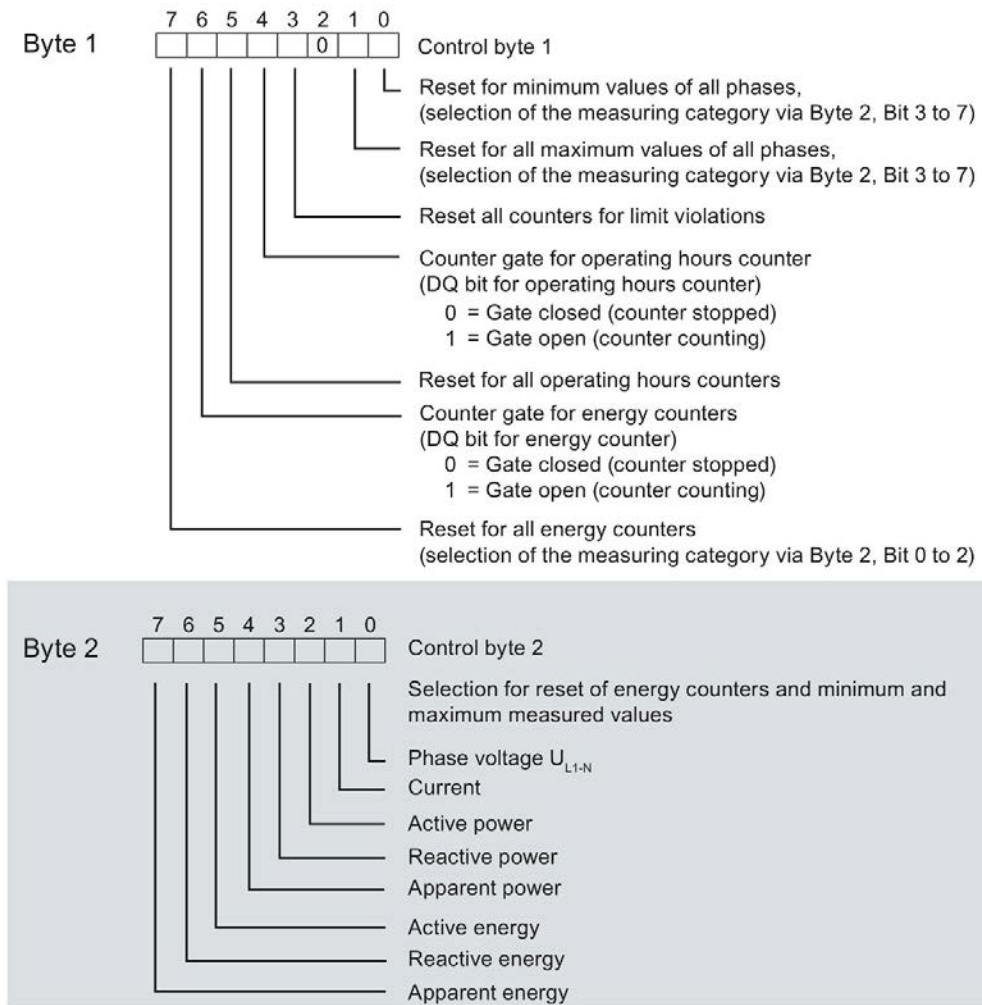 7 6 5 4 3 2 1 0
Byte 1
0
Control byte 1
Reset for minimum values of all phases,
(selection of the measuring category via Byte 2, Bit 3 to 7)
Reset for all maximum values of all phases,
(selection of the measuring category via Byte 2, Bit 3 to 7)
Reset all counters for limit violations
Counter gate for operating hours counter
(DQ bit for operating hours counter)
0 = Gate closed (counter stopped)
1 = Gate open (counter counting)
Reset for all operating hours counters
Counter gate for energy counters
(DQ bit for energy counter)
0 = Gate closed (counter stopped)
1 = Gate open (counter counting)
Reset for all energy counters
(selection of the measuring category via Byte 2, Bit 0 to 2)
7 6 5 4 3 2 1 0
Byte 2
Control byte 2
Selection for reset of energy counters and minimum and
maximum measured values
Phase voltage UL1-N
Current
Active power
Reactive power
Apparent power
Active energy
Reactive energy
Apparent energy